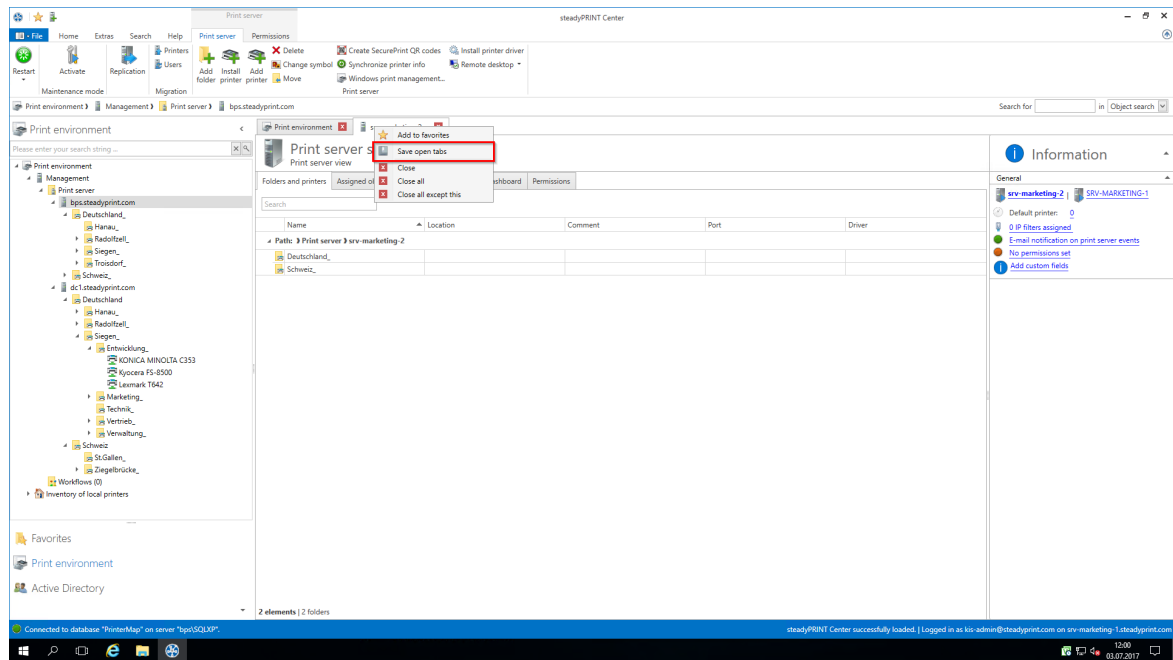 Print server
steadyPRINT Center
File Home Extras Search Help Print server Permissions
Restart
Activate
Replication
Printers
Users
Add folder
Install printer
Add printer
Delete
Change symbol
Move
Create SecurePrint QR codes
Synchronize printer info
Windows print management...
Install printer driver
Remote desktop
Maintenance mode
Migration
Print server
Print environment Management Print server bps.steadyprint.com
Search for in Object search
Print environment
Please enter your search string ...
Print environment
Management
Print server
bps.steadyprint.com
Deutschland_
Hanau_
Radolfzell_
Siegen_
Troisdorf_
Schweiz_
dc1.steadyprint.com
Deutschland
Hanau_
Radolfzell_
Siegen_
Entwicklung_
KONICA MINOLTA C353
Kyocera FS-8500
Lexmark T642
Marketing_
Technik_
Vertrieb_
Verwaltung_
Schweiz
St.Gallen_
Ziegelbrücke_
Workflows (0)
Inventory of local printers
Favorites
Print environment
Active Directory
Print environment
Add to favorites
Save open tabs
Close
Close all
Close all except this
Print server s
Print server view
Folders and printers Assigned ob shboard Permissions
Search
Name Location Comment Port Driver
Path: Print server srv-marketing-2
Deutschland_
Schweiz_
2 elements | 2 folders
Information
General
srv-marketing-2 | SRV-MARKETING-1
Default printer: 0
0 IP filters assigned
E-mail notification on print server events
No permissions set
Add custom fields
Connected to database "PrinterMap" on server "bps\SQLXP".
steadyPRINT Center successfully loaded. | Logged in as kis-admin@steadyprint.com on srv-marketing-1.steadyprint.com
12:00
03.07.2017